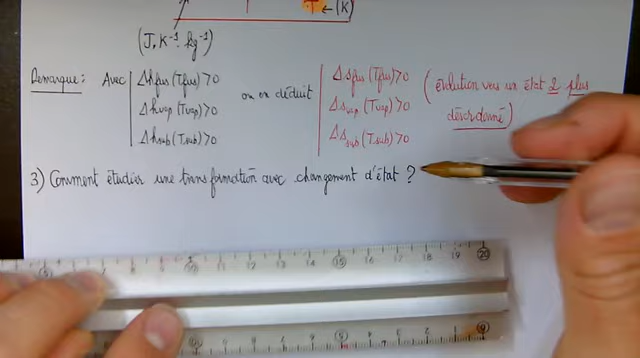 ← (K)
(J.K⁻¹.kg⁻¹)
Remarque : Avec Δhfus(Tfus)>0 ou en déduit Δsfus(Tfus)>0 (évolution vers un état 2 plus
Δhvap(Tvap)>0 Δsvap(Tvap)>0 désordonné)
Δhsub(Tsub)>0 Δssub(Tsub)>0
3) Comment étudier une transformation avec changement d'état ?